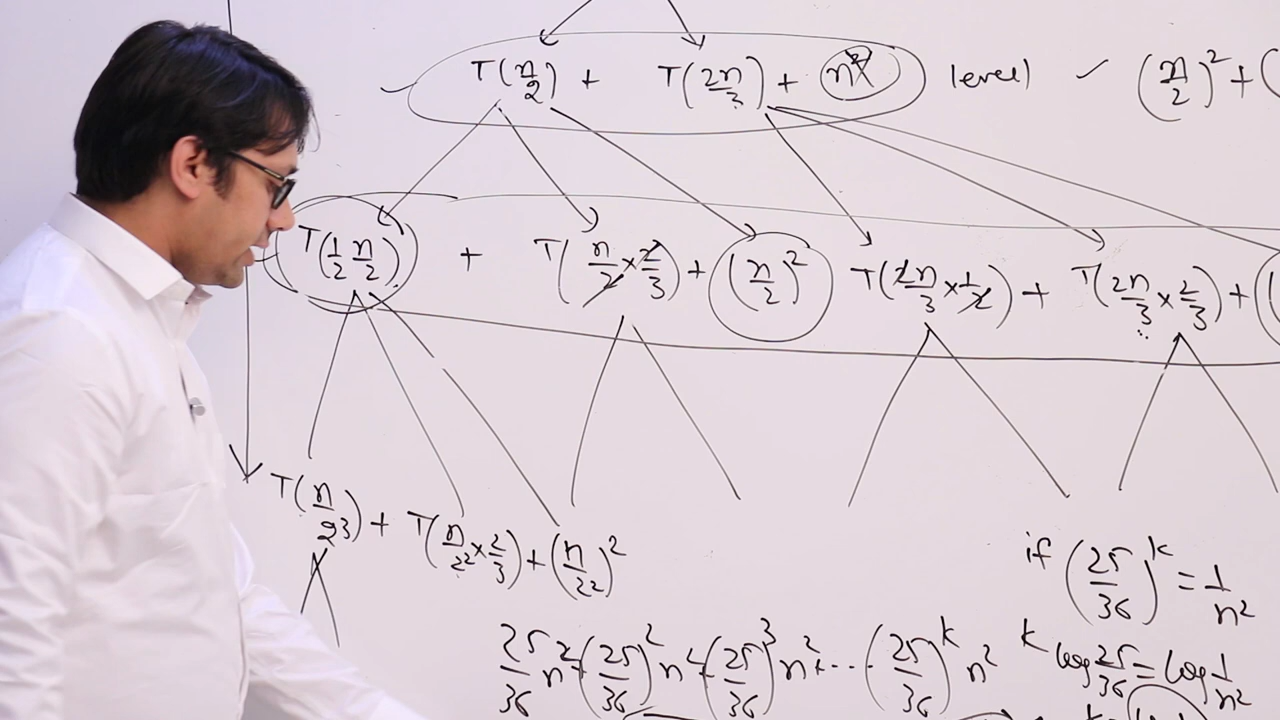 T(n/2) + T(2n/3) + n² level ✓ (n/2)² + (
T(1/2 n/2) + T(n/2 × 2/3) + (n/2)² T(2n/3 × 1/2) + T(2n/3 × 2/3) + (
T(n/2³) + T(n/2² × 2/3) + (n/2²)²
if (25/36)^k = 1/n²
25/36 n² + (25/36)² n² + (25/36)³ n² + ... (25/36)^k n²
k log 25/36 = log 1/n²